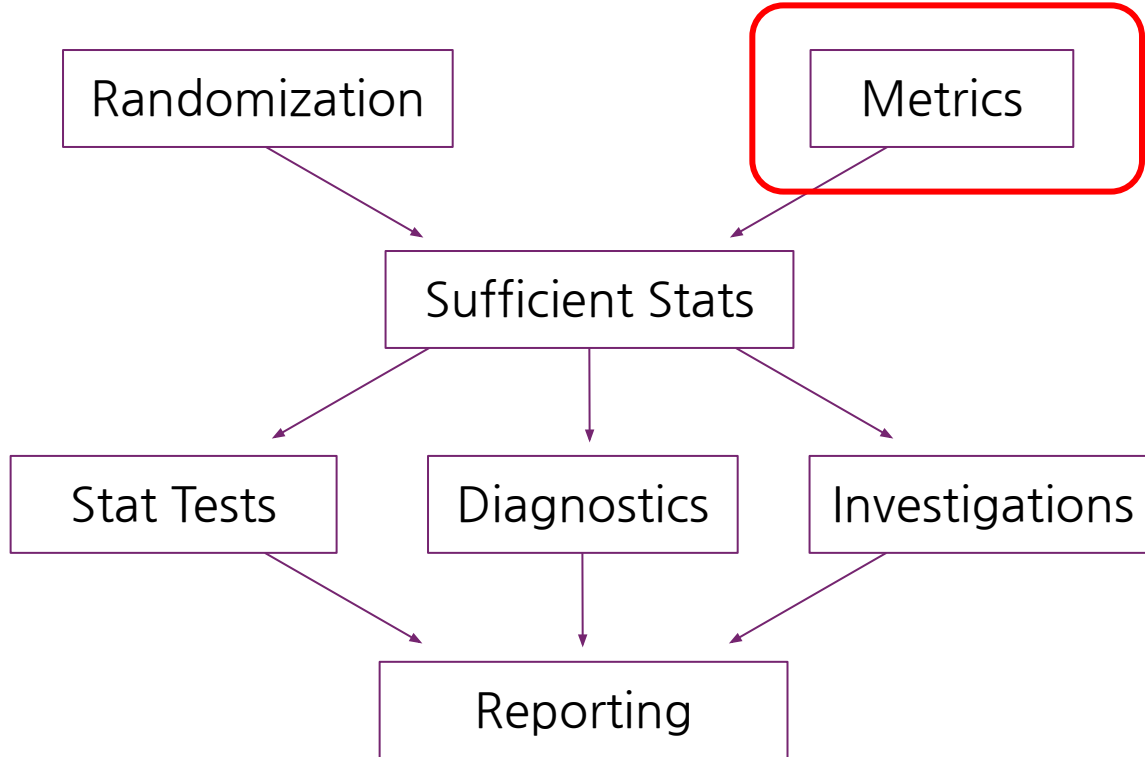 Randomization
Metrics
Sufficient Stats
Stat Tests
Diagnostics
Investigations
Reporting